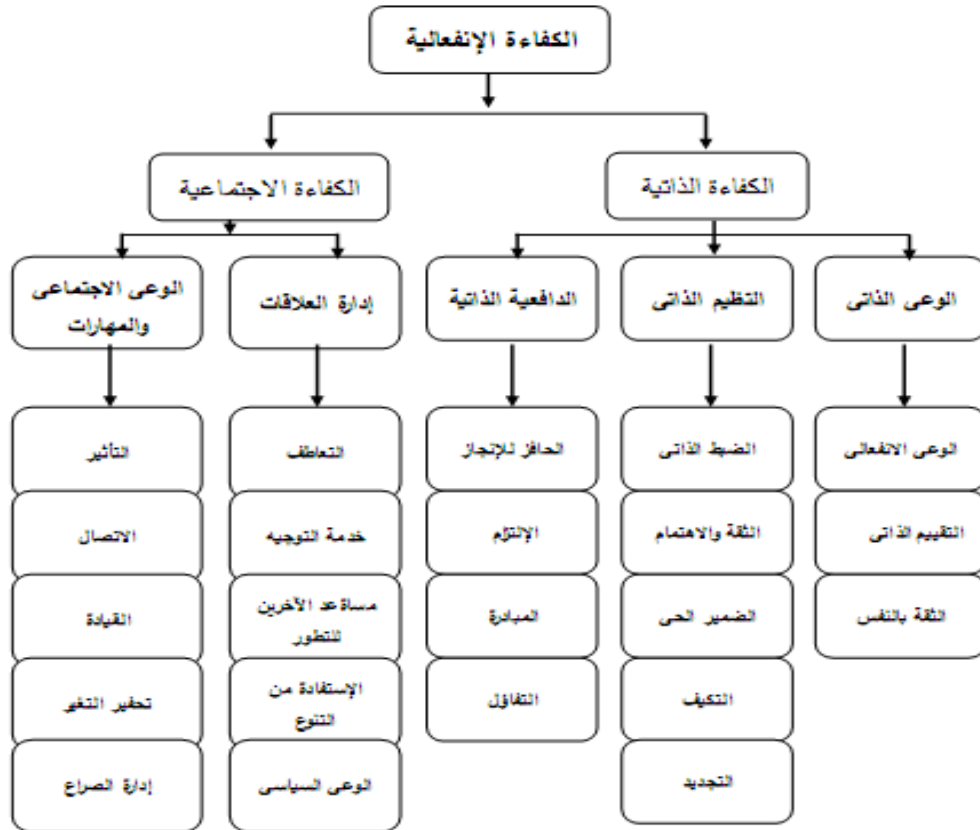 الكفاءة الإنفعالية
الكفاءة الذاتية
الكفاءة الاجتماعية
الوعى الذاتى
التظيم الذاتى
الدافعية الذاتية
إدارة العلاقات
الوعى الاجتماعى
والمهارات
الوعى الانفعالى
التقييم الذاتى
الثقة بالنفس
الضبط الذاتى
الثقة والاهتمام
الضمير الحى
التكيف
التجديد
الحافز للإنجاز
الإلتزام
المبادرة
التفاؤل
التعاطف
خدمة التوجيه
مساةعد الآخرين
للتطور
الإستفادة من
التنوع
الوعى السياسى
التأثير
الاتصال
القيادة
تحفير التغير
إدارة الصراع